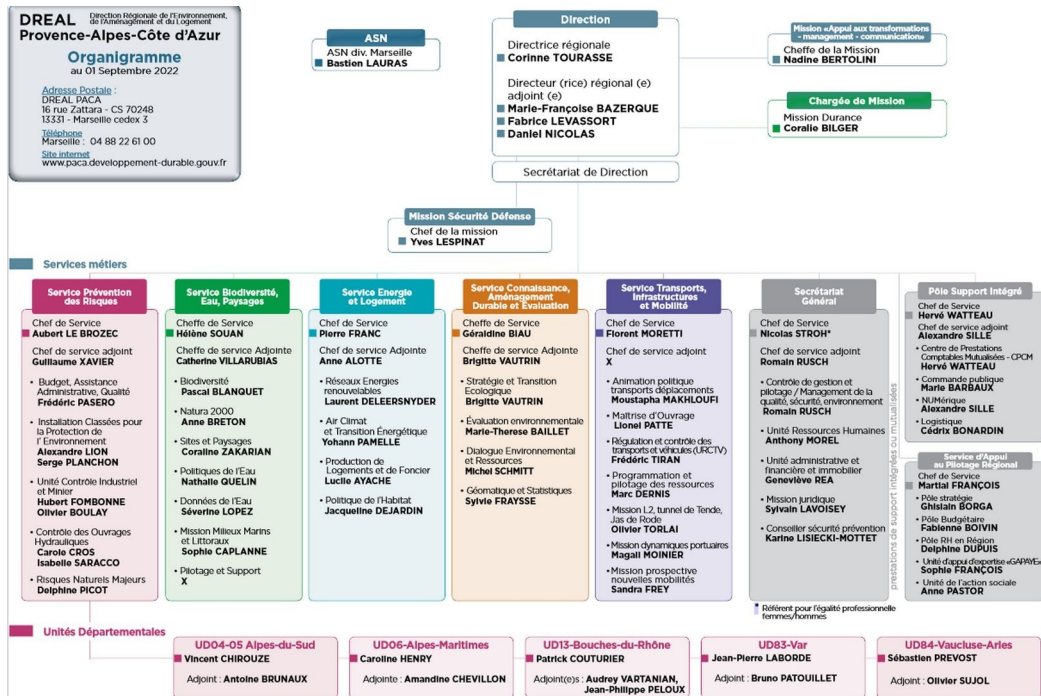 DREAL Direction Régionale de l'Environnement, de l'Aménagement et du Logement
Provence-Alpes-Côte d'Azur
Organigramme
au 01 Septembre 2022
Adresse Postale :
DREAL PACA
16 rue Zattara - CS 70248
13331 - Marseille cedex 3
Téléphone
Marseille : 04 88 22 61 00
Site internet
www.paca.developpement-durable.gouv.fr
ASN
ASN div. Marseille
Bastien LAURAS
Direction
Directrice régionale
Corinne TOURASSE
Directeur (rice) régional (e)
adjoint (e)
Marie-Françoise BAZERQUE
Fabrice LEVASSORT
Daniel NICOLAS
Secrétariat de Direction
Mission «Appui aux transformations
- management - communication»
Cheffe de la Mission
Nadine BERTOLINI
Chargée de Mission
Mission Durance
Coralie BILGER
Mission Sécurité Défense
Chef de la mission
Yves LESPINAT
Services métiers
Service Prévention
des Risques
Chef de Service
Aubert LE BROZEC
Chef de service adjoint
Guillaume XAVIER
• Budget, Assistance
Administrative, Qualité
Frédéric PASERO
• Installation Classées pour
la Protection de
l' Environnement
Alexandre LION
Serge PLANCHON
• Unité Contrôle Industriel
et Minier
Hubert FOMBONNE
Olivier BOULAY
• Contrôle des Ouvrages
Hydrauliques
Carole CROS
Isabelle SARACCO
• Risques Naturels Majeurs
Delphine PICOT
Service Biodiversité,
Eau, Paysages
Cheffe de Service
Hélène SOUAN
Cheffe de service Adjointe
Catherine VILLARUBIAS
• Biodiversité
Pascal BLANQUET
• Natura 2000
Anne BRETON
• Sites et Paysages
Coraline ZAKARIAN
• Politiques de l'Eau
Nathalie QUELIN
• Données de l'Eau
Séverine LOPEZ
• Mission Milieux Marins
et Littoraux
Sophie CAPLANNE
• Pilotage et Support
X
Service Energie
et Logement
Chef de Service
Pierre FRANC
Chef de service Adjointe
Anne ALOTTE
• Réseaux Energies
renouvelables
Laurent DELEERSNYDER
• Air Climat
et Transition Énergétique
Yohann PAMELLE
• Production de
Logements et de Foncier
Lucile AYACHE
• Politique de l'Habitat
Jacqueline DEJARDIN
Service Connaissance,
Aménagement
Durable et Evaluation
Cheffe de Service
Géraldine BIAU
Cheffe de service Adjointe
Brigitte VAUTRIN
• Stratégie et Transition
Ecologique
Brigitte VAUTRIN
• Évaluation environnementale
Marie-Therese BAILLET
• Dialogue Environnemental
et Ressources
Michel SCHMITT
• Géomatique et Statistiques
Sylvie FRAYSSE
Service Transports,
Infrastructures
et Mobilité
Chef de Service
Florent MORETTI
Chef de service adjoint
X
• Animation politique
transports déplacements
Moustapha MAKHLOUFI
• Maîtrise d'Ouvrage
Lionel PATTE
• Régulation et contrôle des
transports et véhicules (URCTV)
Frédéric TIRAN
• Programmation et
pilotage des ressources
Marc DERNIS
• Mission L2, tunnel de Tende,
Jas de Rode
Olivier TORLAI
• Mission dynamiques portuaires
Magali MOINIER
• Mission prospective
nouvelles mobilités
Sandra FREY
Secrétariat
Général
Chef de Service
Nicolas STROH*
Chef de service adjoint
Romain RUSCH
• Contrôle de gestion et
pilotage / Management de la
qualité, sécurité, environnement
Romain RUSCH
• Unité Ressources Humaines
Anthony MOREL
• Unité administrative et
financière et immobilier
Geneviève REA
• Mission juridique
Sylvain LAVOISEY
• Conseiller sécurité prévention
Karine LISIECKI-MOTTET
* Référent pour l'égalité professionnelle
femmes/hommes
prestations de support intégrées ou mutualisées
Pôle Support Intégré
Chef de Service
Hervé WATTEAU
Chef de service adjoint
Alexandre SILLE
• Centre de Prestations
Comptables Mutualisées - CPCM
Hervé WATTEAU
• Commande publique
Marie BARBAUX
• NUMérique
Alexandre SILLE
• Logistique
Cédrix BONARDIN
Service d'Appui
au Pilotage Régional
Chef de Service
Martial FRANÇOIS
• Pôle stratégie
Ghislain BORGA
• Pôle Budgétaire
Fabienne BOIVIN
• Pôle RH en Région
Delphine DUPUIS
• Unité d'appui d'expertise «GAPAYE»
Sophie FRANÇOIS
• Unité de l'action sociale
Anne PASTOR
Unités Départementales
UD04-05 Alpes-du-Sud
Vincent CHIROUZE
Adjoint : Antoine BRUNAUX
UD06-Alpes-Maritimes
Caroline HENRY
Adjointe : Amandine CHEVILLON
UD13-Bouches-du-Rhône
Patrick COUTURIER
Adjoint(e)s : Audrey VARTANIAN,
Jean-Philippe PELOUX
UD83-Var
Jean-Pierre LABORDE
Adjoint : Bruno PATOUILLET
UD84-Vaucluse-Arles
Sébastien PREVOST
Adjoint : Olivier SUJOL